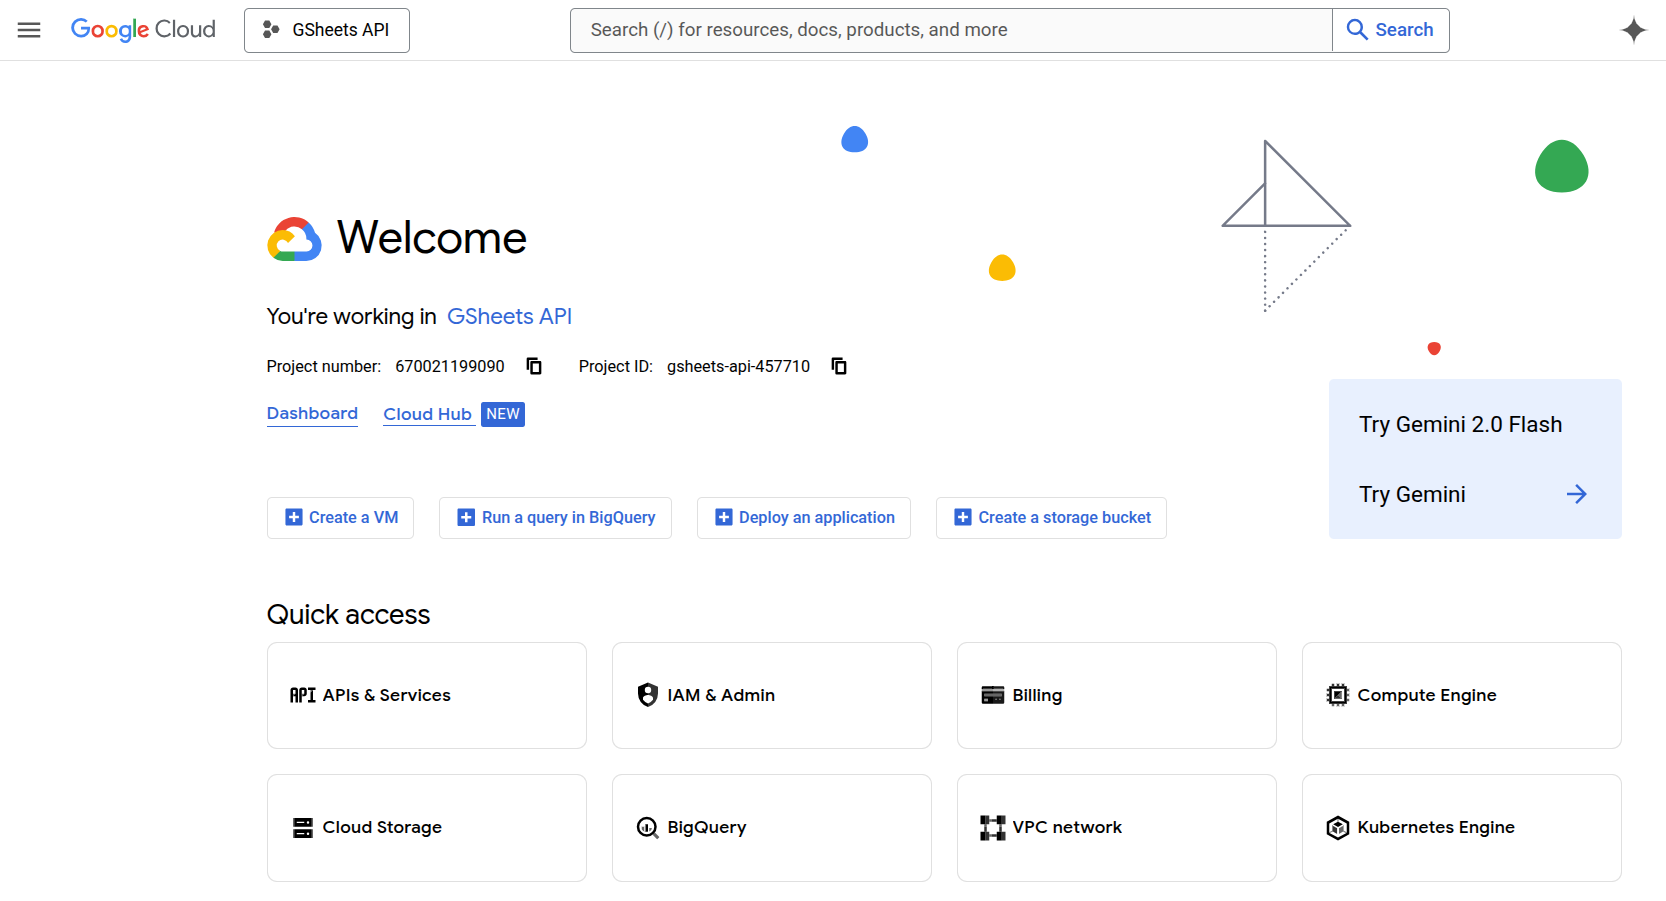 Google Cloud
GSheets API
Search (/) for resources, docs, products, and more
Search
Welcome
You're working in GSheets API
Project number: 670021199090 Project ID: gsheets-api-457710
Dashboard Cloud Hub NEW
Try Gemini 2.0 Flash
Try Gemini
Create a VM
Run a query in BigQuery
Deploy an application
Create a storage bucket
Quick access
API APIs & Services
IAM & Admin
Billing
Compute Engine
Cloud Storage
BigQuery
VPC network
Kubernetes Engine